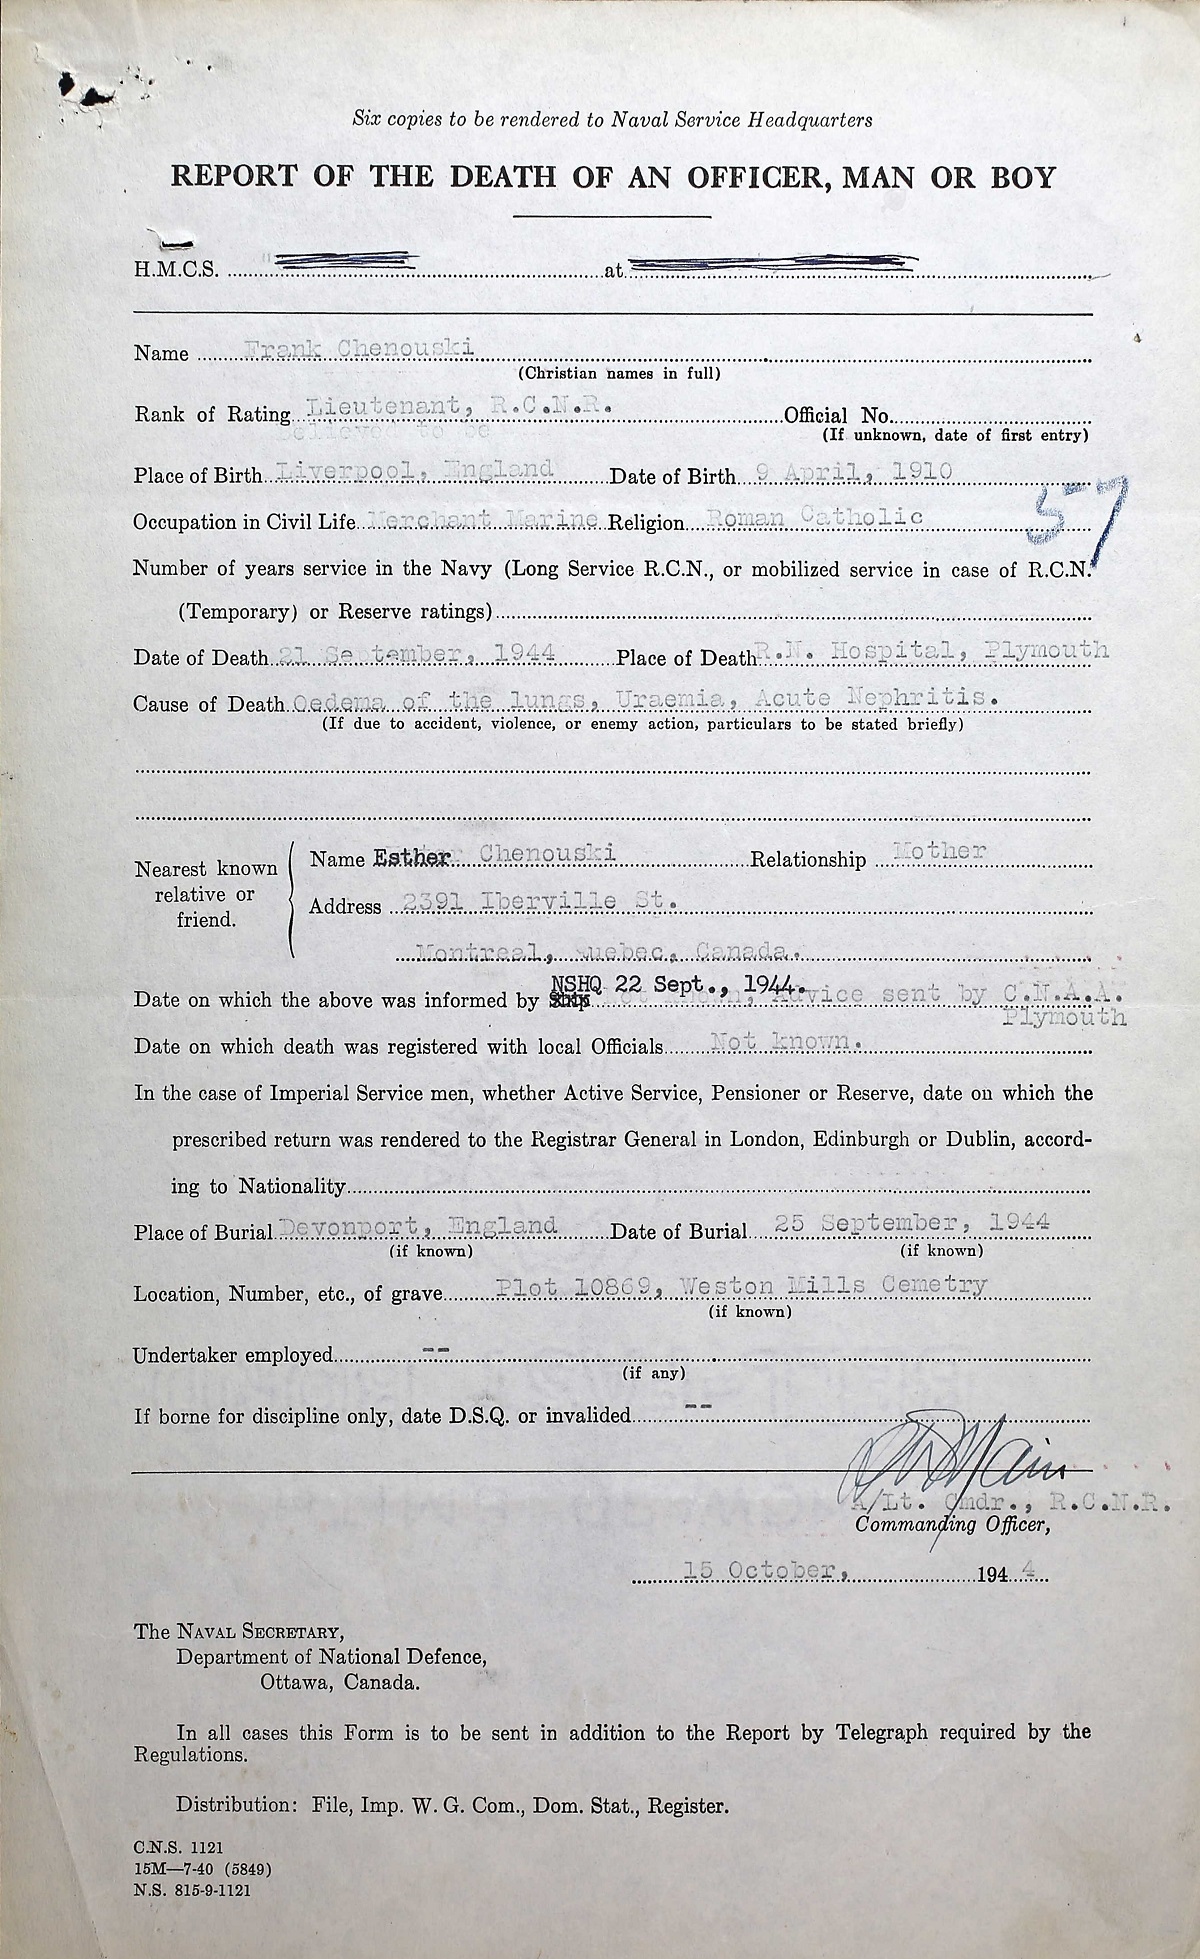 Six copies to be rendered to Naval Service Headquarters
REPORT OF THE DEATH OF AN OFFICER, MAN OR BOY
H.M.C.S. at
Name Frank Chenouski
(Christian names in full)
Rank of Rating Lieutenant, R.C.N.R. Official No.
believe to be (If unknown, date of first entry)
Place of Birth Liverpool, England Date of Birth 9 April, 1910
57
Occupation in Civil Life Merchant Marine Religion Roman Catholic
Number of years service in the Navy (Long Service R.C.N., or mobilized service in case of R.C.N.
(Temporary) or Reserve ratings)
Date of Death 21 September, 1944 Place of Death R.N. Hospital, Plymouth
Cause of Death Oedema of the lungs, Uraemia, Acute Nephritis.
(If due to accident, violence, or enemy action, particulars to be stated briefly)
Nearest known relative or friend.
Name Esther Chenouski Relationship Mother
Address 2391 Iberville St.
Montreal, Quebec, Canada.
NSHQ 22 Sept., 1944.
Date on which the above was informed by Ship Not known, Advice sent by C.N.A.A.
Plymouth
Date on which death was registered with local Officials Not known.
In the case of Imperial Service men, whether Active Service, Pensioner or Reserve, date on which the
prescribed return was rendered to the Registrar General in London, Edinburgh or Dublin, accord-
ing to Nationality
Place of Burial Devonport, England Date of Burial 25 September, 1944
(if known) (if known)
Location, Number, etc., of grave Plot 10869, Weston Mills Cemetry
(if known)
Undertaker employed --
(if any)
If borne for discipline only, date D.S.Q. or invalided --
A/Lt. Cmdr., R.C.N.R.
Commanding Officer,
15 October, 1944
The NAVAL SECRETARY,
Department of National Defence,
Ottawa, Canada.
In all cases this Form is to be sent in addition to the Report by Telegraph required by the
Regulations.
Distribution: File, Imp. W. G. Com., Dom. Stat., Register.
C.N.S. 1121
15M—7-40 (5849)
N.S. 815-9-1121